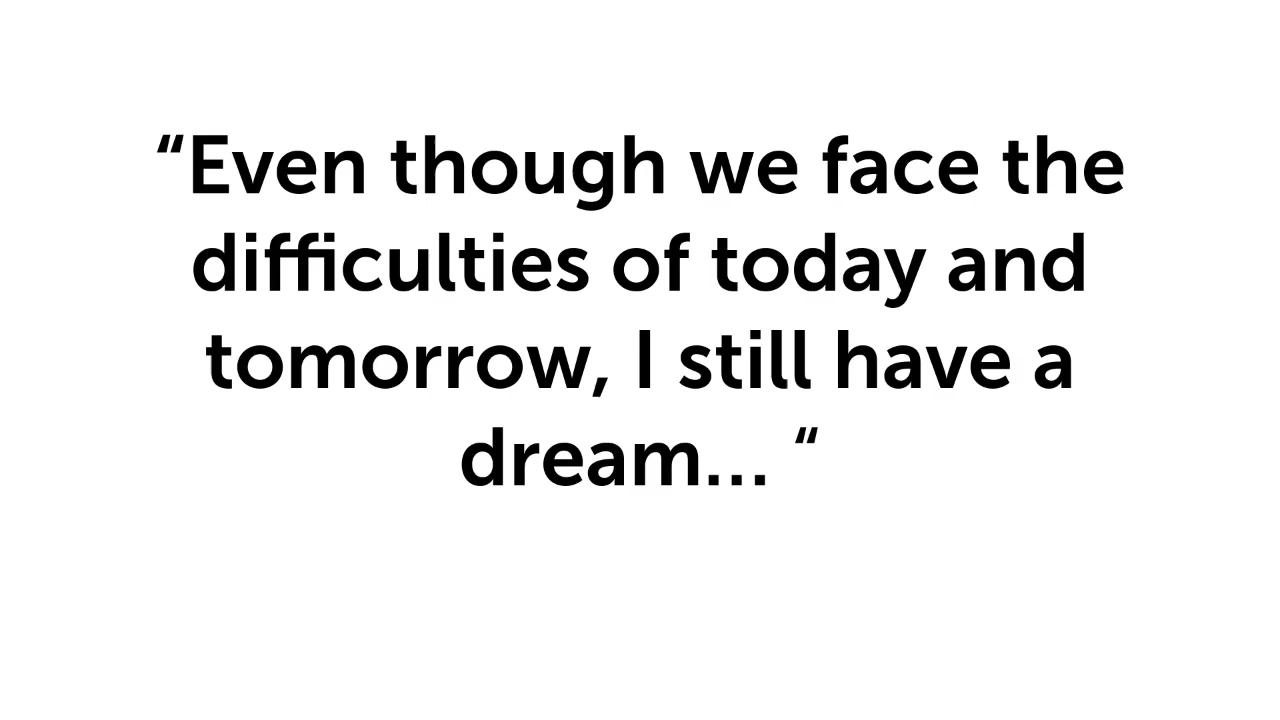 “Even though we face the
difficulties of today and
tomorrow, I still have a
dream... “